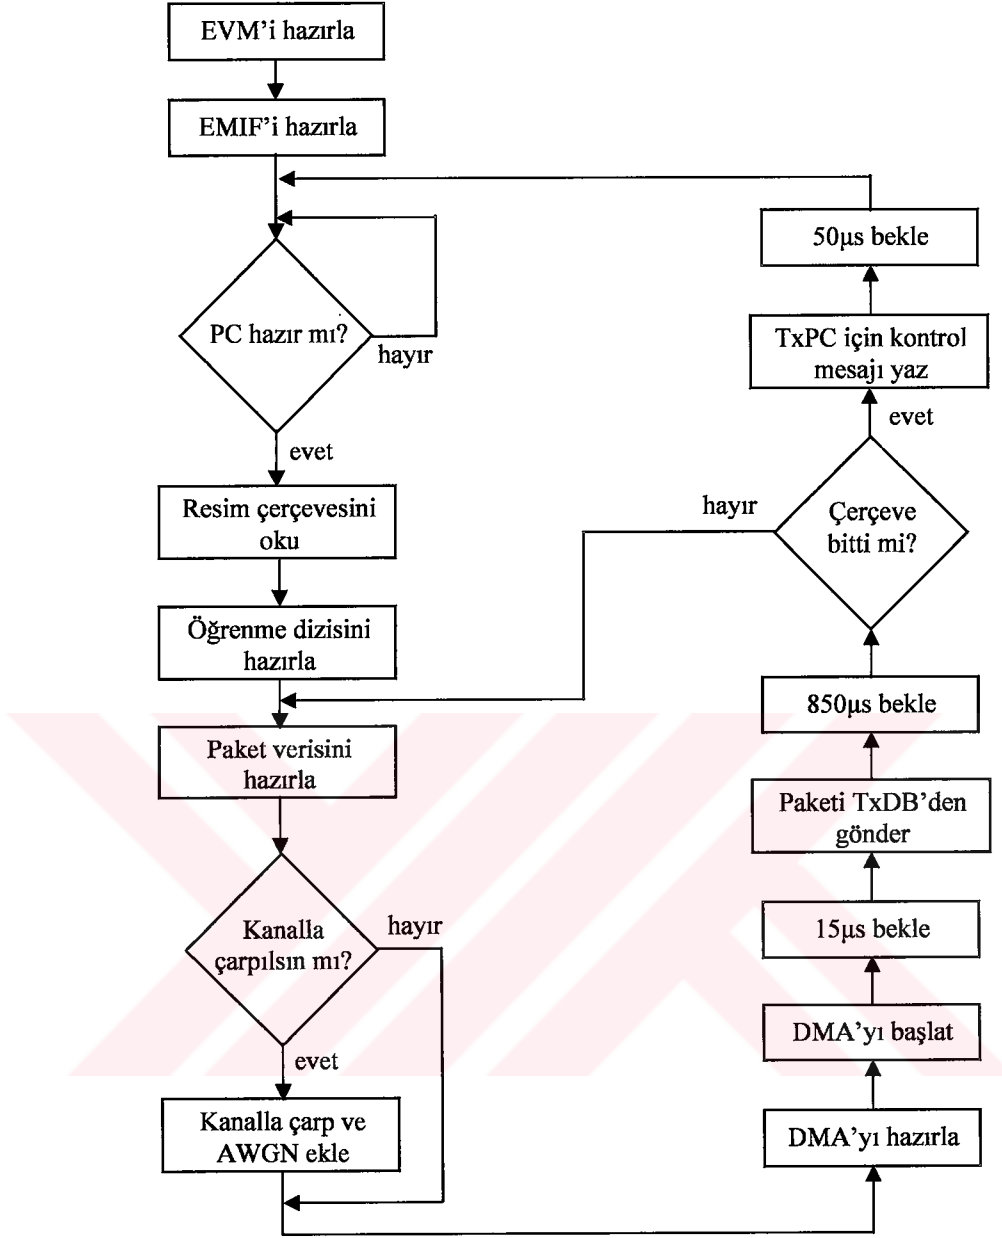 EVM'i hazırla
EMIF'i hazırla
PC hazır mı?
hayır
evet
Resim çerçevesini
oku
Öğrenme dizisini
hazırla
Paket verisini
hazırla
Kanalla
çarpılsın mı?
hayır
evet
Kanalla çarp ve
AWGN ekle
DMA'yı hazırla
DMA'yı başlat
15µs bekle
Paketi TxDB'den
gönder
850µs bekle
Çerçeve
bitti mi?
hayır
evet
TxPC için kontrol
mesajı yaz
50µs bekle